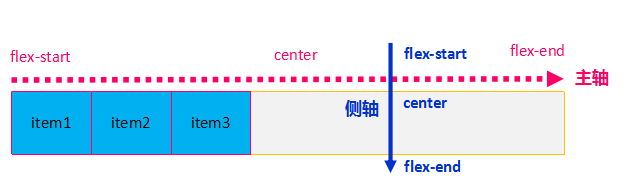 flex-start center flex-start flex-end
主轴
item1 item2 item3 侧轴 center
flex-end